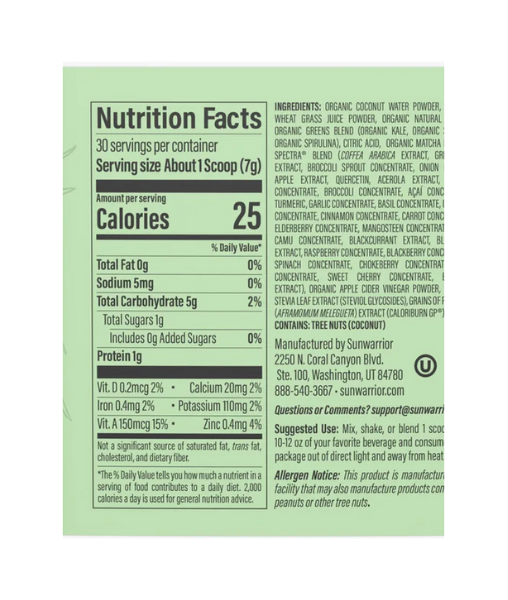 Nutrition Facts
30 servings per container
Serving size About 1 Scoop (7g)
Amount per serving
Calories 25
% Daily Value*
Total Fat 0g 0%
Sodium 5mg 0%
Total Carbohydrate 5g 2%
Total Sugars 1g
Includes 0g Added Sugars 0%
Protein 1g
Vit. D 0.2mcg 2% • Calcium 20mg 2%
Iron 0.4mg 2% • Potassium 110mg 2%
Vit. A 150mcg 15% • Zinc 0.4mg 4%
Not a significant source of saturated fat, trans fat,
cholesterol, and dietary fiber.
*The % Daily Value tells you how much a nutrient in a
serving of food contributes to a daily diet. 2,000
calories a day is used for general nutrition advice.
INGREDIENTS: ORGANIC COCONUT WATER POWDER,
WHEAT GRASS JUICE POWDER, ORGANIC NATURAL
ORGANIC GREENS BLEND (ORGANIC KALE, ORGANIC
ORGANIC SPIRULINA), CITRIC ACID, ORGANIC MATCHA
SPECTRA® BLEND (COFFEA ARABICA EXTRACT, GR
EXTRACT, BROCCOLI SPROUT CONCENTRATE, ONION
APPLE EXTRACT, QUERCETIN, ACEROLA EXTRACT,
CONCENTRATE, BROCCOLI CONCENTRATE, AÇAÍ CONC
TURMERIC, GARLIC CONCENTRATE, BASIL CONCENTRATE,
CONCENTRATE, CINNAMON CONCENTRATE, CARROT CONC
ELDERBERRY CONCENTRATE, MANGOSTEEN CONCENTRAT
CAMU CONCENTRATE, BLACKCURRANT EXTRACT, BL
EXTRACT, RASPBERRY CONCENTRATE, BLACKBERRY CONC
SPINACH CONCENTRATE, CHOKEBERRY CONCENTRAT
CONCENTRATE, SWEET CHERRY CONCENTRATE, B
EXTRACT), ORGANIC APPLE CIDER VINEGAR POWDER,
STEVIA LEAF EXTRACT (STEVIOL GLYCOSIDES), GRAINS OF P
(AFRAMOMUM MELEGUETA) EXTRACT (CALORIBURN GP®)
CONTAINS: TREE NUTS (COCONUT)
Manufactured by Sunwarrior
2250 N. Coral Canyon Blvd.
Ste. 100, Washington, UT 84780
888-540-3667 • sunwarrior.com
U
Questions or Comments? support@sunwarri
Suggested Use: Mix, shake, or blend 1 scoo
10-12 oz of your favorite beverage and consum
package out of direct light and away from heat
Allergen Notice: This product is manufactur
facility that may also manufacture products con
peanuts or other tree nuts.